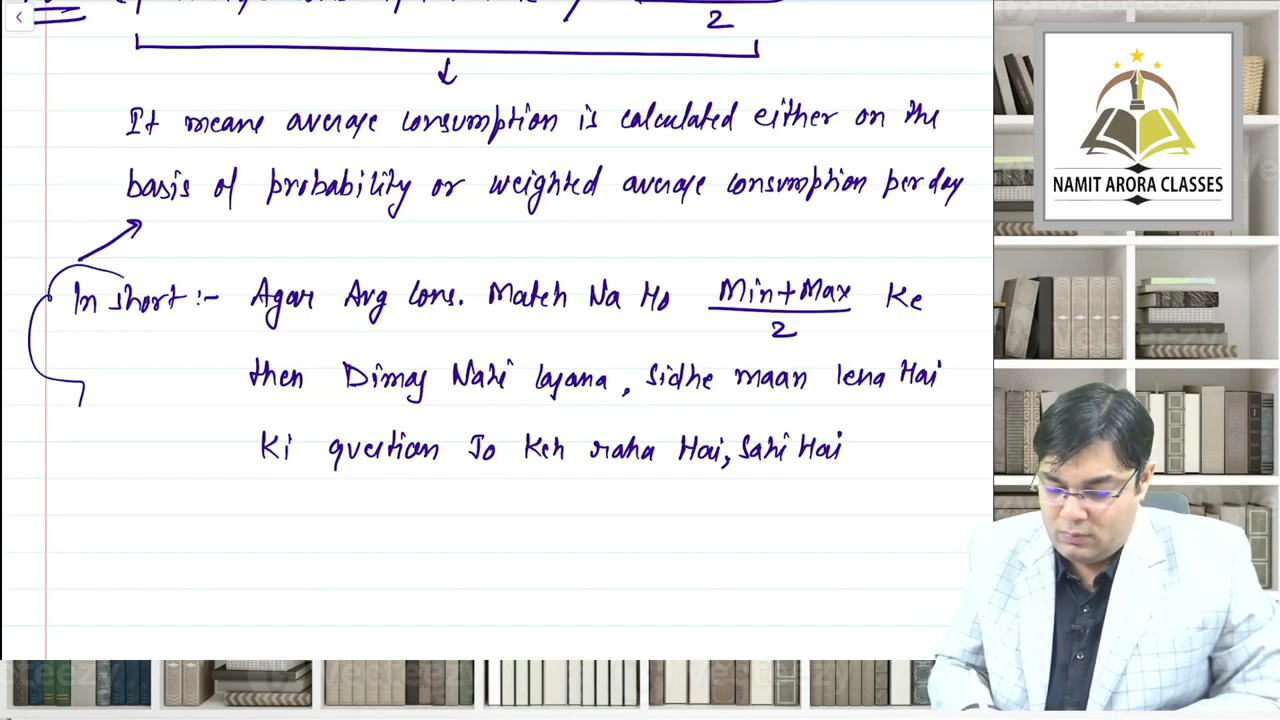 2
It means average consumption is calculated either on the
basis of probability or weighted average consumption per day
In short :- Agar Avg Cons. Match Na Ho Min+Max Ke
2
then Dimag Nahi lagana, Sidhe maan lena Hai
Ki question Jo Keh raha Hai, Sahi Hai
NAMIT ARORA CLASSES